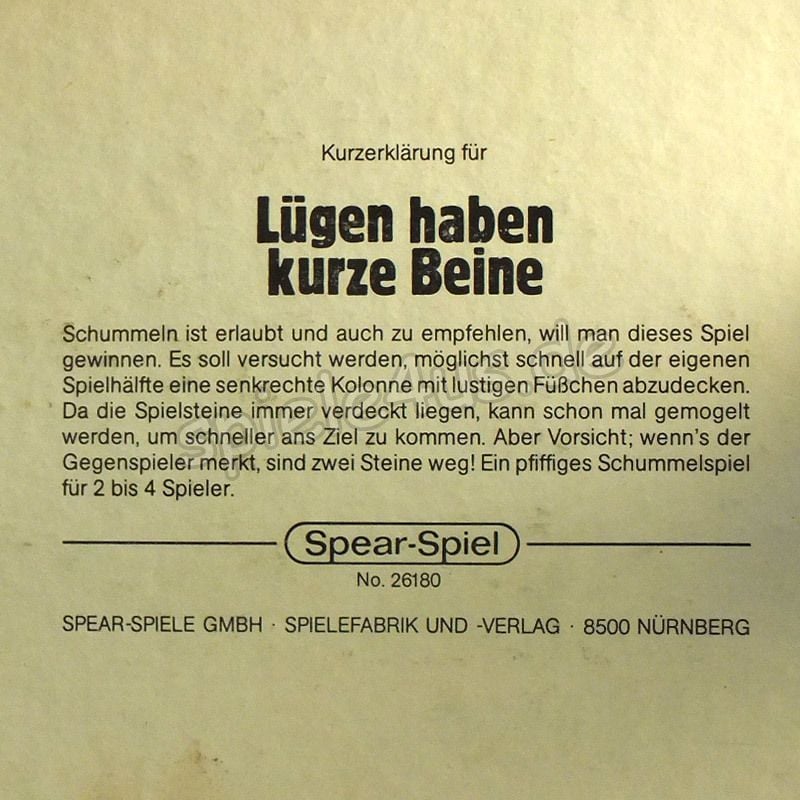 Kurzerklärung für
Lügen haben
kurze Beine
Schummeln ist erlaubt und auch zu empfehlen, will man dieses Spiel
gewinnen. Es soll versucht werden, möglichst schnell auf der eigenen
Spielhälfte eine senkrechte Kolonne mit lustigen Füßchen abzudecken.
Da die Spielsteine immer verdeckt liegen, kann schon mal gemogelt
werden, um schneller ans Ziel zu kommen. Aber Vorsicht; wenn's der
Gegenspieler merkt, sind zwei Steine weg! Ein pfiffiges Schummelspiel
für 2 bis 4 Spieler.
Spear-Spiel
No. 26180
SPEAR-SPIELE GMBH · SPIELEFABRIK UND -VERLAG · 8500 NÜRNBERG